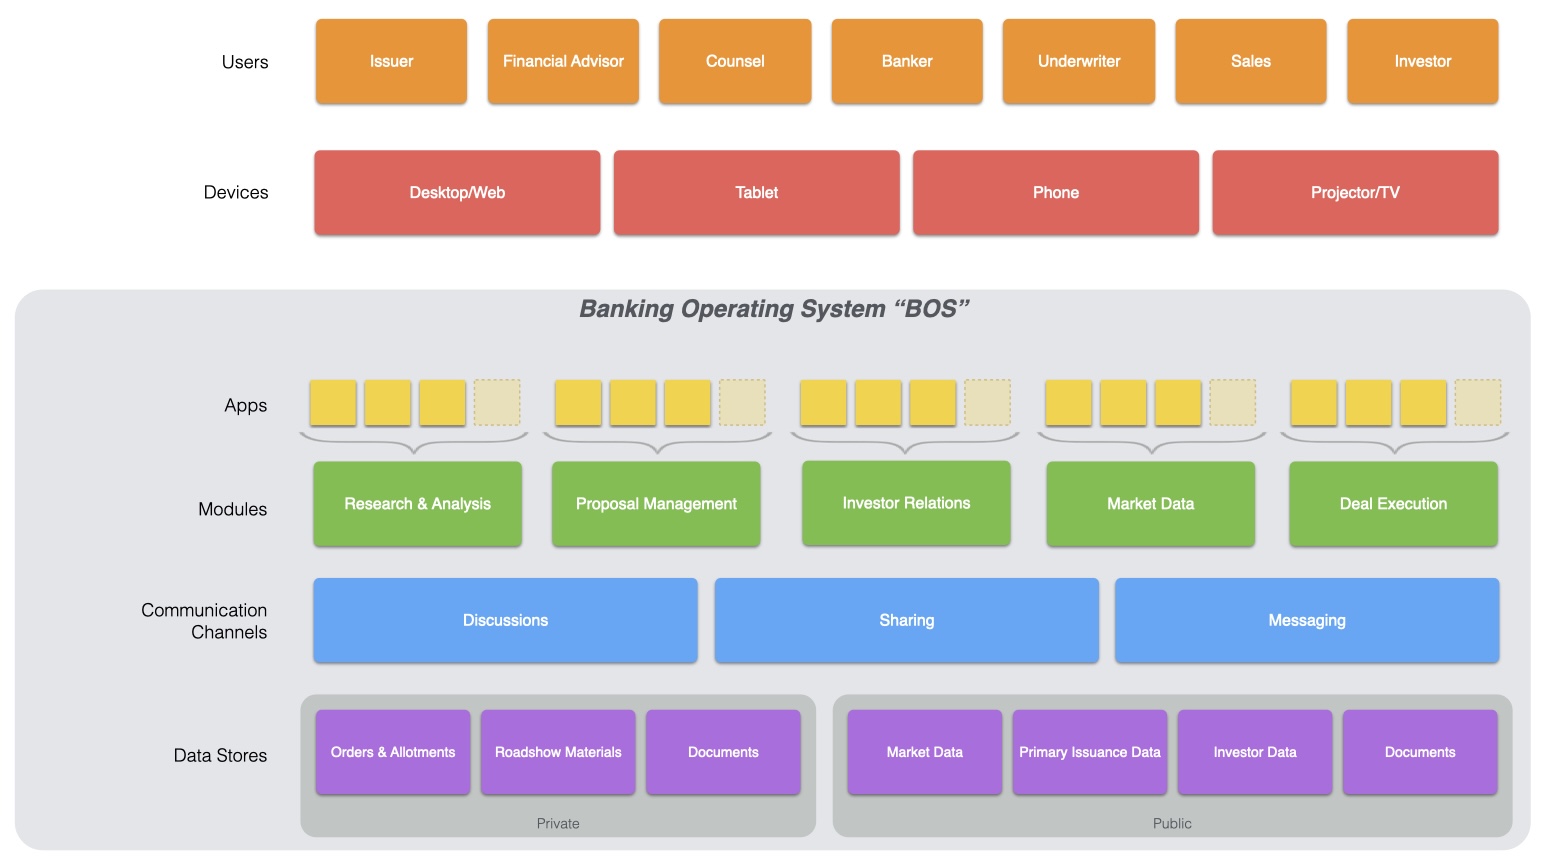 Users
Issuer
Financial Advisor
Counsel
Banker
Underwriter
Sales
Investor
Devices
Desktop/Web
Tablet
Phone
Projector/TV
Banking Operating System “BOS”
Apps
Modules
Research & Analysis
Proposal Management
Investor Relations
Market Data
Deal Execution
Communication
Channels
Discussions
Sharing
Messaging
Data Stores
Orders & Allotments
Roadshow Materials
Documents
Private
Market Data
Primary Issuance Data
Investor Data
Documents
Public